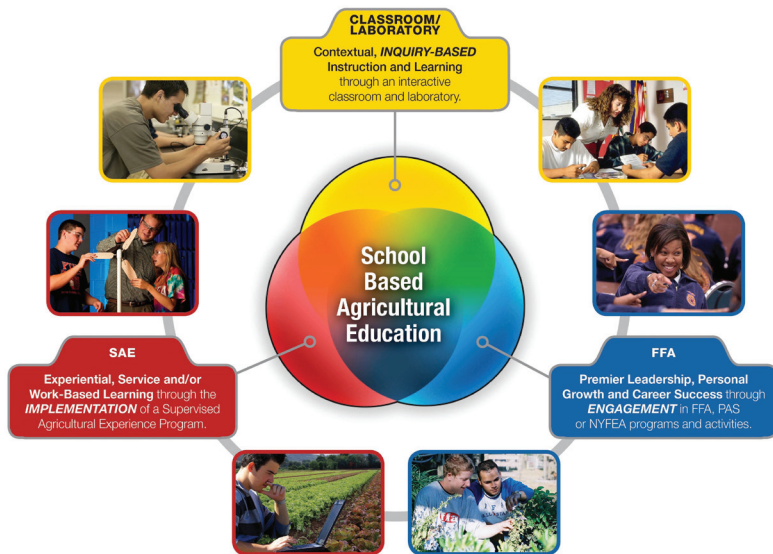 CLASSROOM/
LABORATORY
Contextual, INQUIRY-BASED
Instruction and Learning
through an interactive
classroom and laboratory.
School
Based
Agricultural
Education
SAE
Experiential, Service and/or
Work-Based Learning through the
IMPLEMENTATION of a Supervised
Agricultural Experience Program.
FFA
Premier Leadership, Personal
Growth and Career Success through
ENGAGEMENT in FFA, PAS
or NYFEA programs and activities.